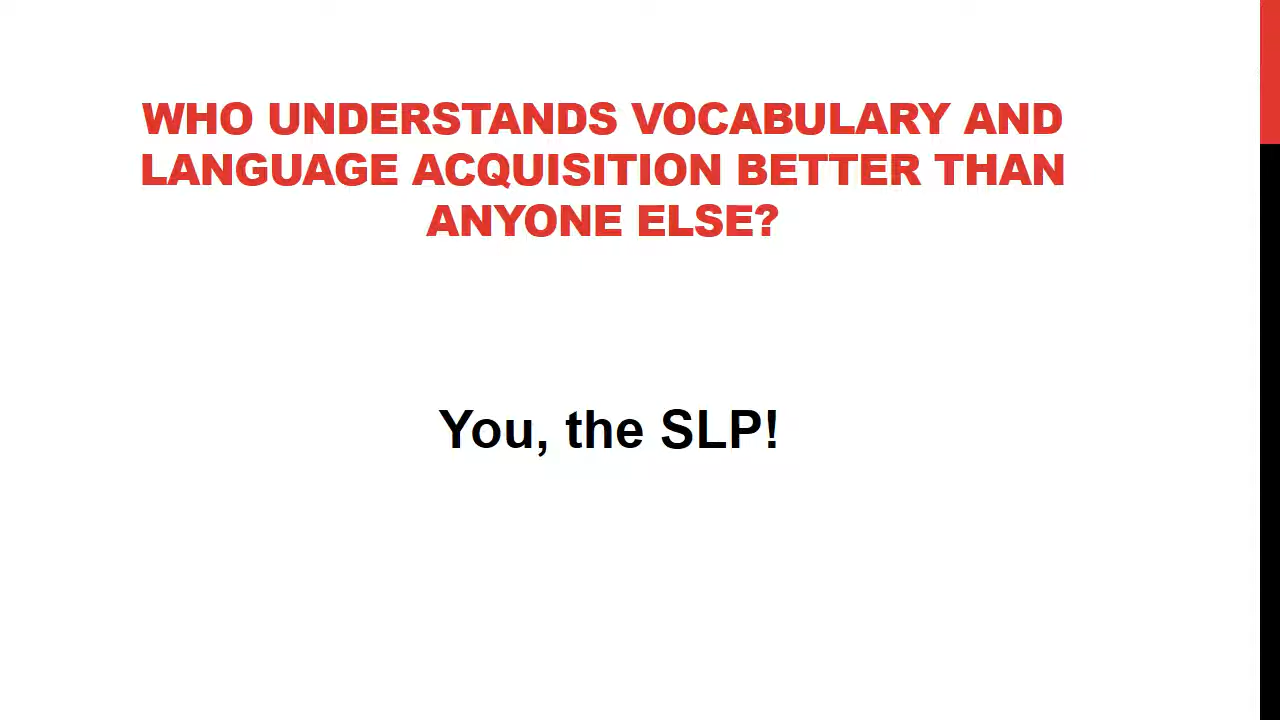 WHO UNDERSTANDS VOCABULARY AND
LANGUAGE ACQUISITION BETTER THAN
ANYONE ELSE?
You, the SLP!